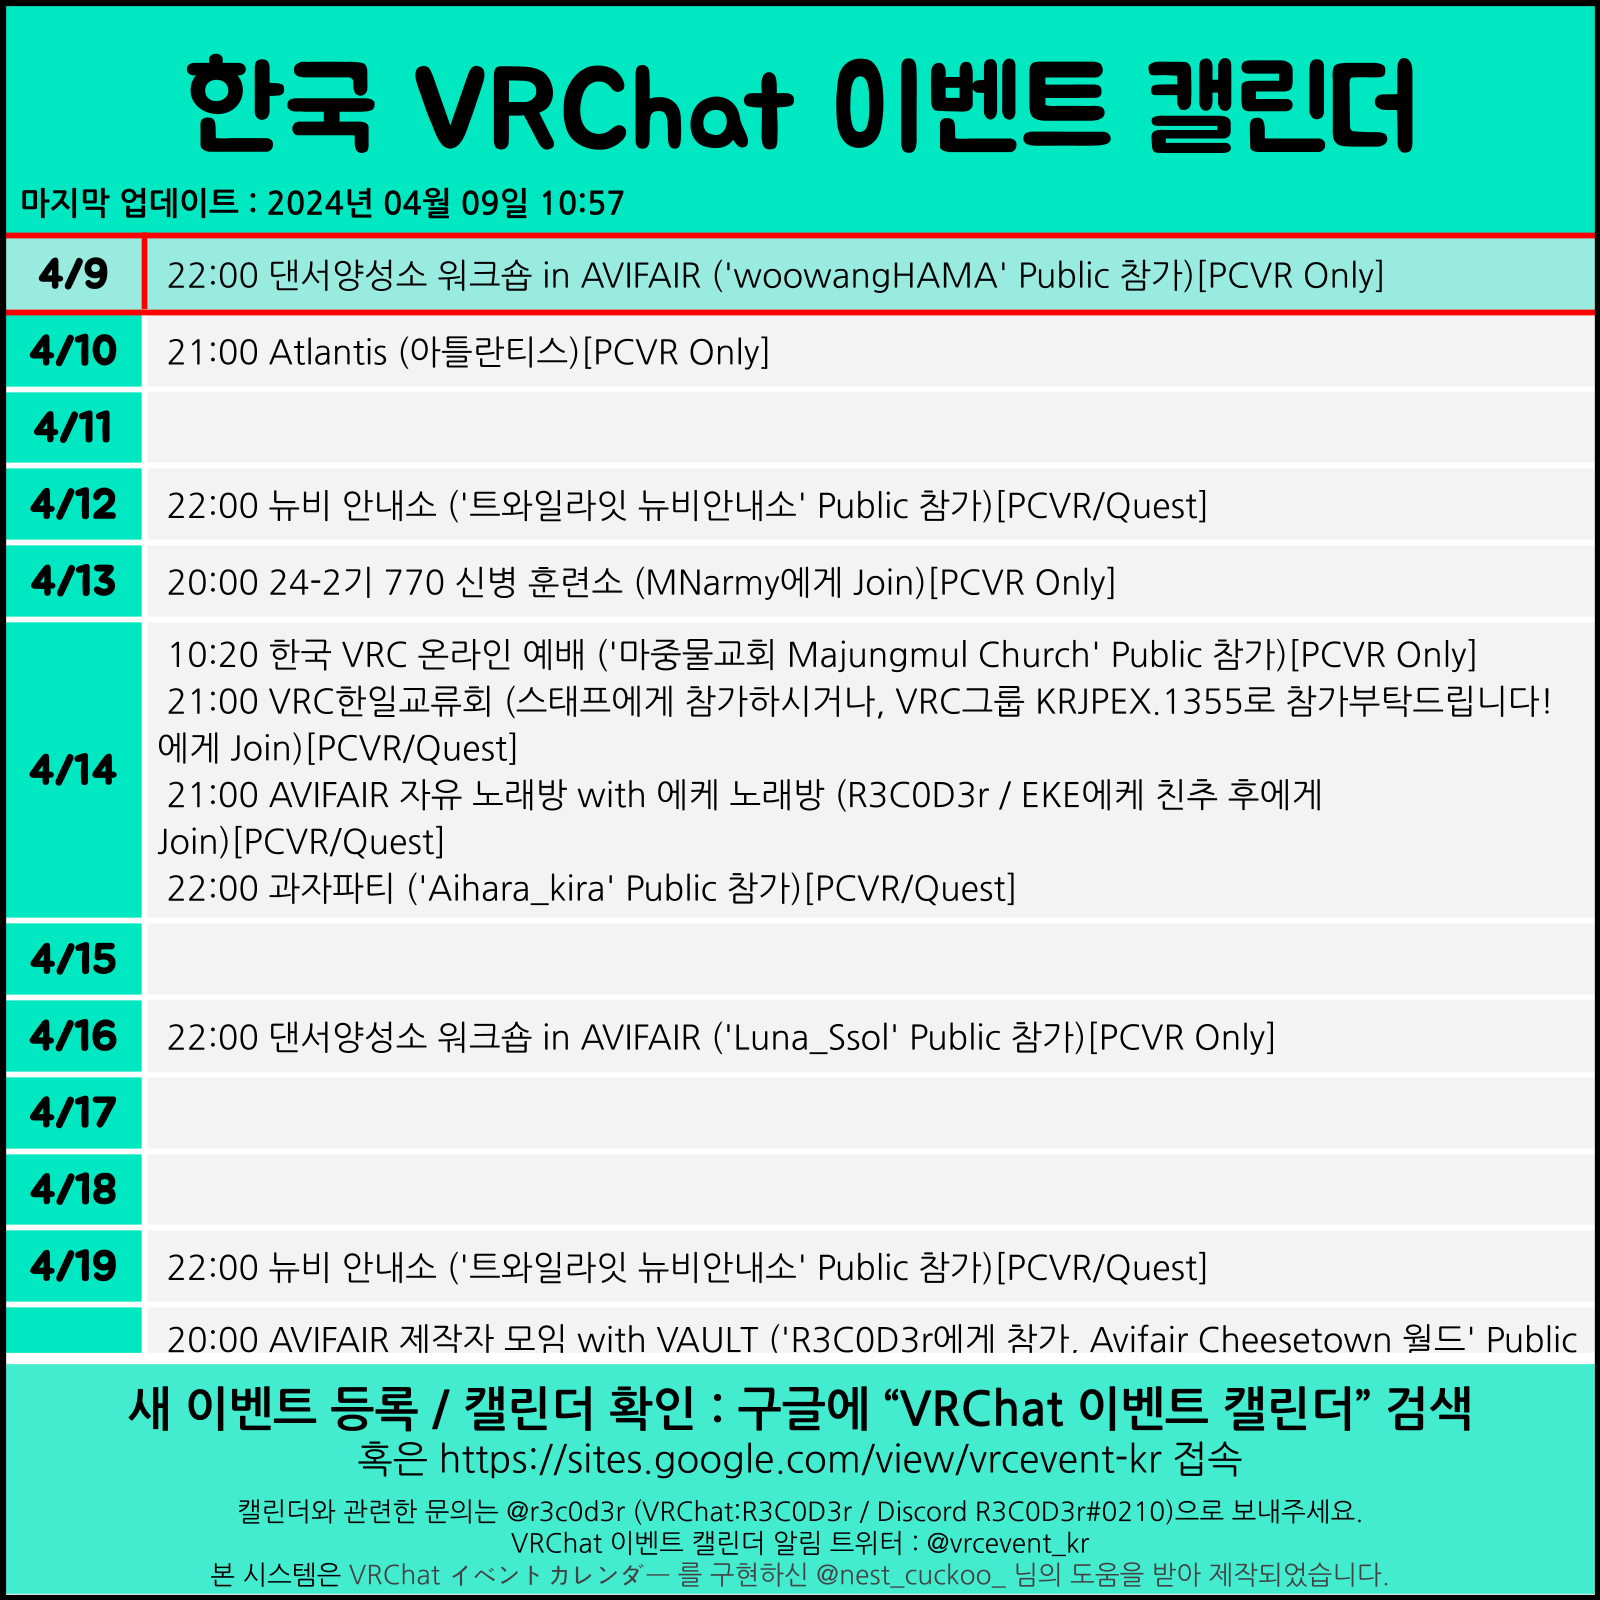 한국 VRChat 이벤트 캘린더
마지막 업데이트 : 2024년 04월 09일 10:57
4/9
22:00 댄서양성소 워크숍 in AVIFAIR ('woowangHAMA' Public 참가)[PCVR Only]
4/10
21:00 Atlantis (아틀란티스)[PCVR Only]
4/11
4/12
22:00 뉴비 안내소 ('트와일라잇 뉴비안내소' Public 참가)[PCVR/Quest]
4/13
20:00 24-2기 770 신병 훈련소 (MNarmy에게 Join)[PCVR Only]
4/14
10:20 한국 VRC 온라인 예배 ('마중물교회 Majungmul Church' Public 참가)[PCVR Only]
21:00 VRC한일교류회 (스태프에게 참가하시거나, VRC그룹 KRJPEX.1355로 참가부탁드립니다!
에게 Join)[PCVR/Quest]
21:00 AVIFAIR 자유 노래방 with 에케 노래방 (R3C0D3r / EKE에케 친추 후에게
Join)[PCVR/Quest]
22:00 과자파티 ('Aihara_kira' Public 참가)[PCVR/Quest]
4/15
4/16
22:00 댄서양성소 워크숍 in AVIFAIR ('Luna_Ssol' Public 참가)[PCVR Only]
4/17
4/18
4/19
22:00 뉴비 안내소 ('트와일라잇 뉴비안내소' Public 참가)[PCVR/Quest]
20:00 AVIFAIR 제작자 모임 with VAULT ('R3C0D3r에게 참가, Avifair Cheesetown 월드' Public
새 이벤트 등록 / 캘린더 확인 : 구글에 “VRChat 이벤트 캘린더” 검색
혹은 https://sites.google.com/view/vrcevent-kr 접속
캘린더와 관련한 문의는 @r3c0d3r (VRChat:R3C0D3r / Discord R3C0D3r#0210)으로 보내주세요.
VRChat 이벤트 캘린더 알림 트위터 : @vrcevent_kr
본 시스템은 VRChat イベントカレンダー 를 구현하신 @nest_cuckoo_ 님의 도움을 받아 제작되었습니다.